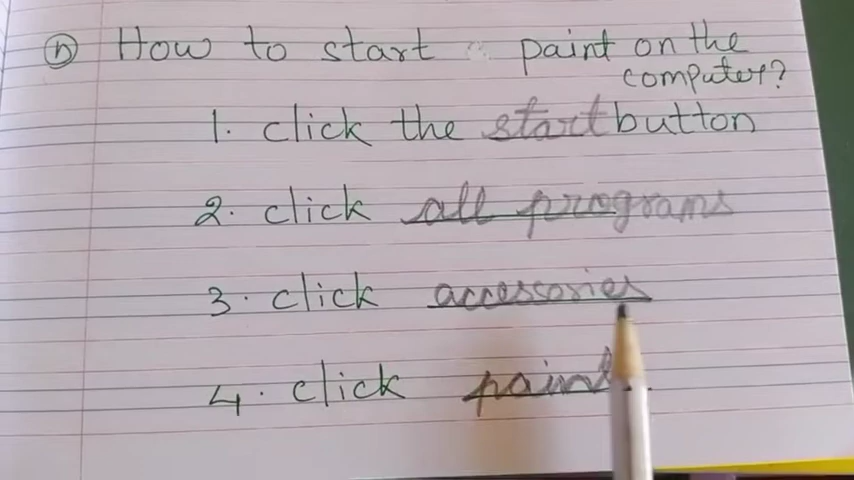 n) How to start paint on the
computer?
1. click the start button
2. click all programs
3. click accessories
4. click paint